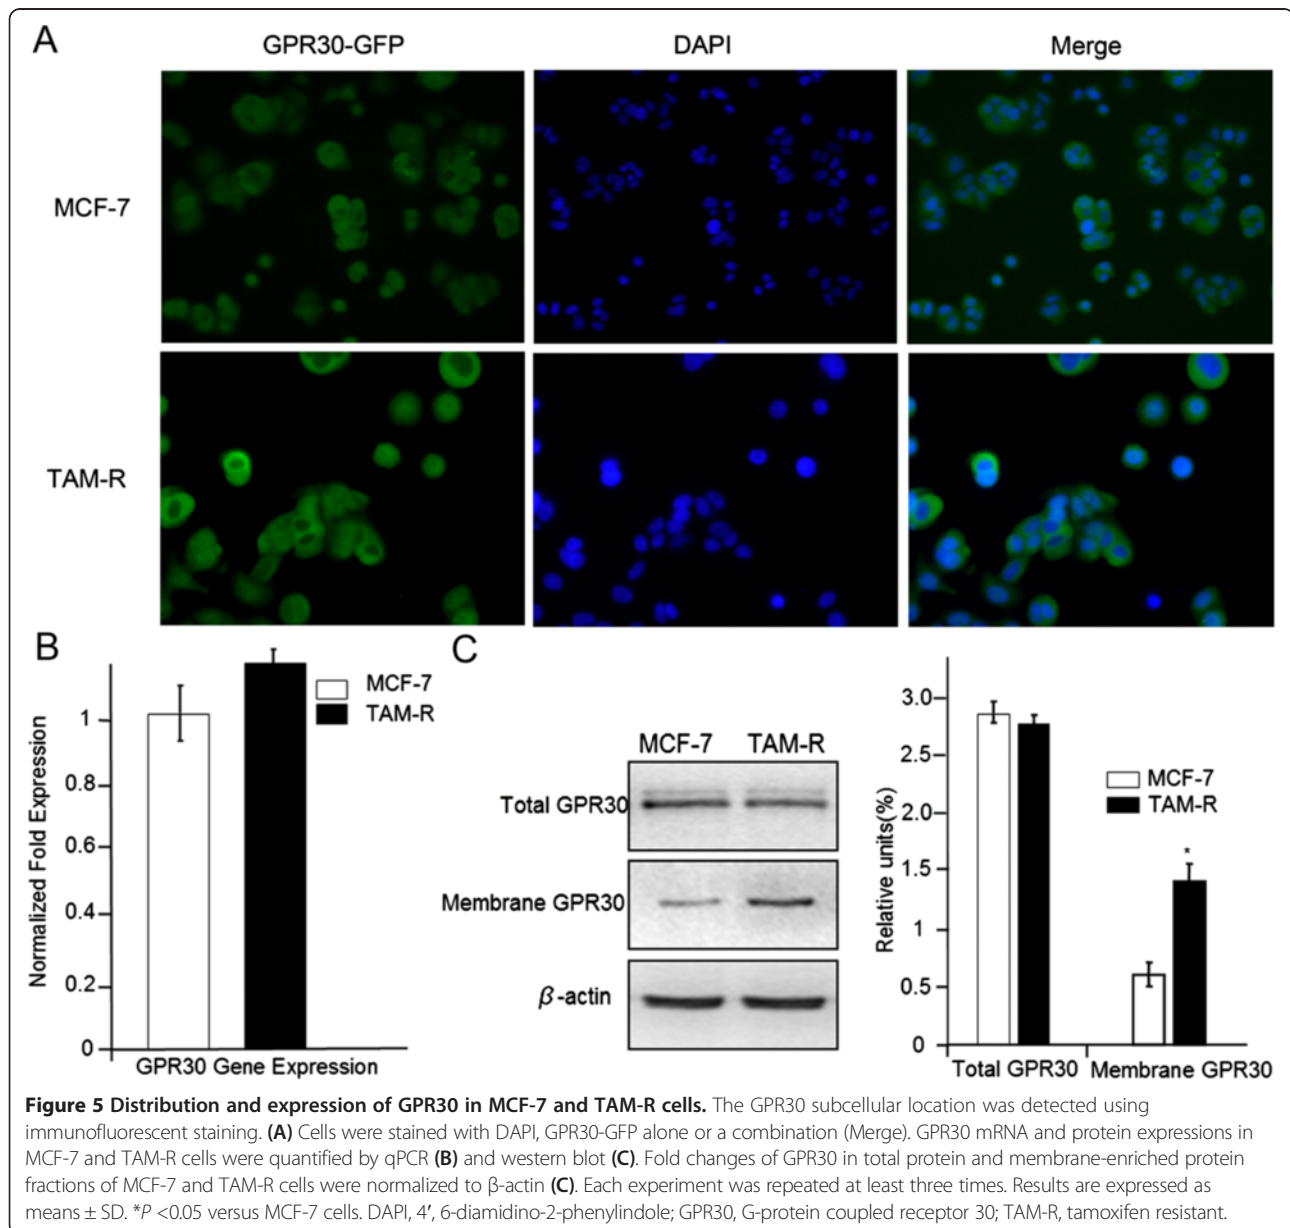 A
GPR30-GFP
DAPI
Merge
MCF-7
TAM-R
B
Normalized Fold Expression
1
0.8
0.6
0.4
0.2
0
GPR30 Gene Expression
MCF-7
TAM-R
C
MCF-7 TAM-R
Total GPR30
Membrane GPR30
β-actin
Relative units(%)
3.0
2.5
2.0
1.5
1
0.5
0
MCF-7
TAM-R
*
Total GPR30 Membrane GPR30
Figure 5 Distribution and expression of GPR30 in MCF-7 and TAM-R cells. The GPR30 subcellular location was detected using
immunofluorescent staining. (A) Cells were stained with DAPI, GPR30-GFP alone or a combination (Merge). GPR30 mRNA and protein expressions in
MCF-7 and TAM-R cells were quantified by qPCR (B) and western blot (C). Fold changes of GPR30 in total protein and membrane-enriched protein
fractions of MCF-7 and TAM-R cells were normalized to β-actin (C). Each experiment was repeated at least three times. Results are expressed as
means ± SD. *P <0.05 versus MCF-7 cells. DAPI, 4′, 6-diamidino-2-phenylindole; GPR30, G-protein coupled receptor 30; TAM-R, tamoxifen resistant.